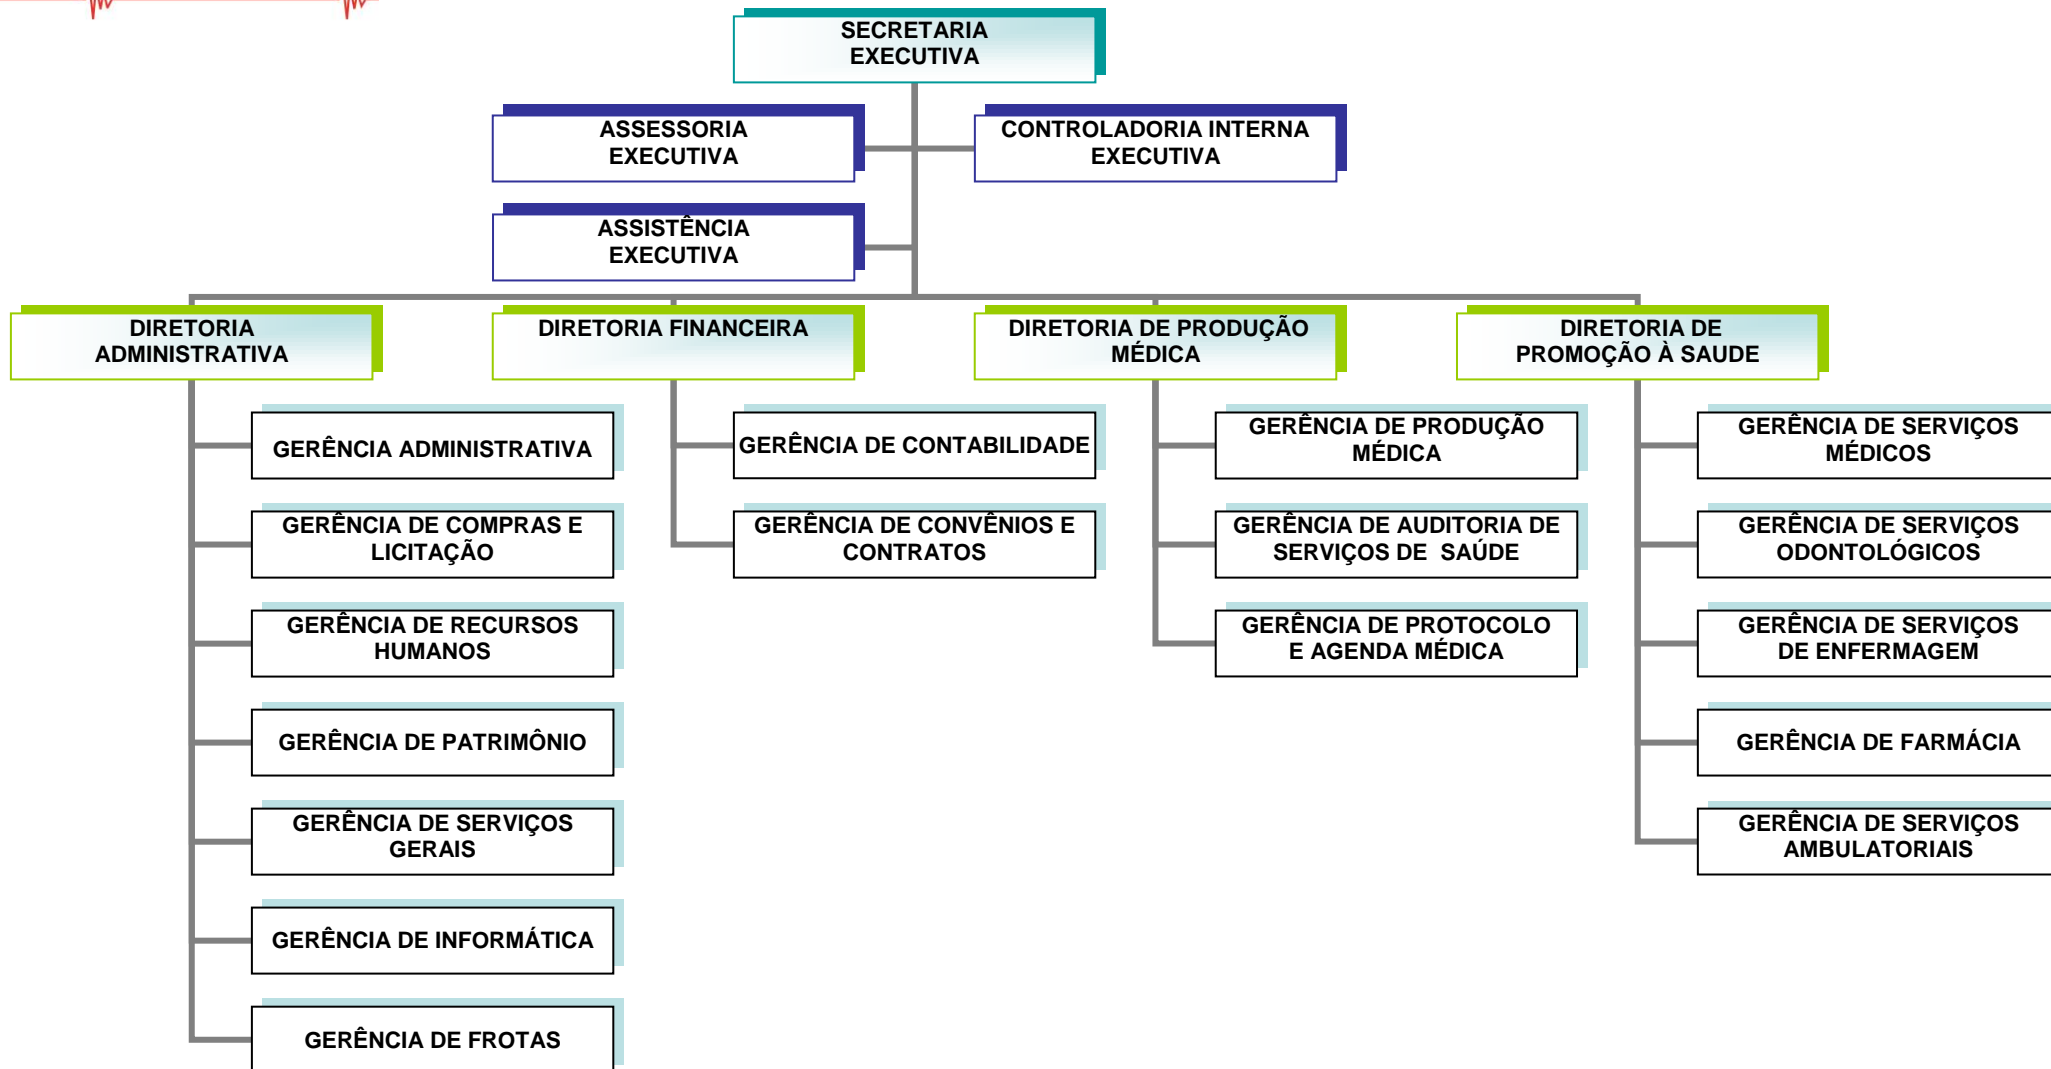 SECRETARIA
EXECUTIVA
ASSESSORIA
EXECUTIVA
CONTROLADORIA INTERNA
EXECUTIVA
ASSISTÊNCIA
EXECUTIVA
DIRETORIA
ADMINISTRATIVA
DIRETORIA FINANCEIRA
DIRETORIA DE PRODUÇÃO
MÉDICA
DIRETORIA DE
PROMOÇÃO À SAUDE
GERÊNCIA ADMINISTRATIVA
GERÊNCIA DE COMPRAS E
LICITAÇÃO
GERÊNCIA DE RECURSOS
HUMANOS
GERÊNCIA DE PATRIMÔNIO
GERÊNCIA DE SERVIÇOS
GERAIS
GERÊNCIA DE INFORMÁTICA
GERÊNCIA DE FROTAS
GERÊNCIA DE CONTABILIDADE
GERÊNCIA DE CONVÊNIOS E
CONTRATOS
GERÊNCIA DE PRODUÇÃO
MÉDICA
GERÊNCIA DE AUDITORIA DE
SERVIÇOS DE  SAÚDE
GERÊNCIA DE PROTOCOLO
E AGENDA MÉDICA
GERÊNCIA DE SERVIÇOS
MÉDICOS
GERÊNCIA DE SERVIÇOS
ODONTOLÓGICOS
GERÊNCIA DE SERVIÇOS
DE ENFERMAGEM
GERÊNCIA DE FARMÁCIA
GERÊNCIA DE SERVIÇOS
AMBULATORIAIS